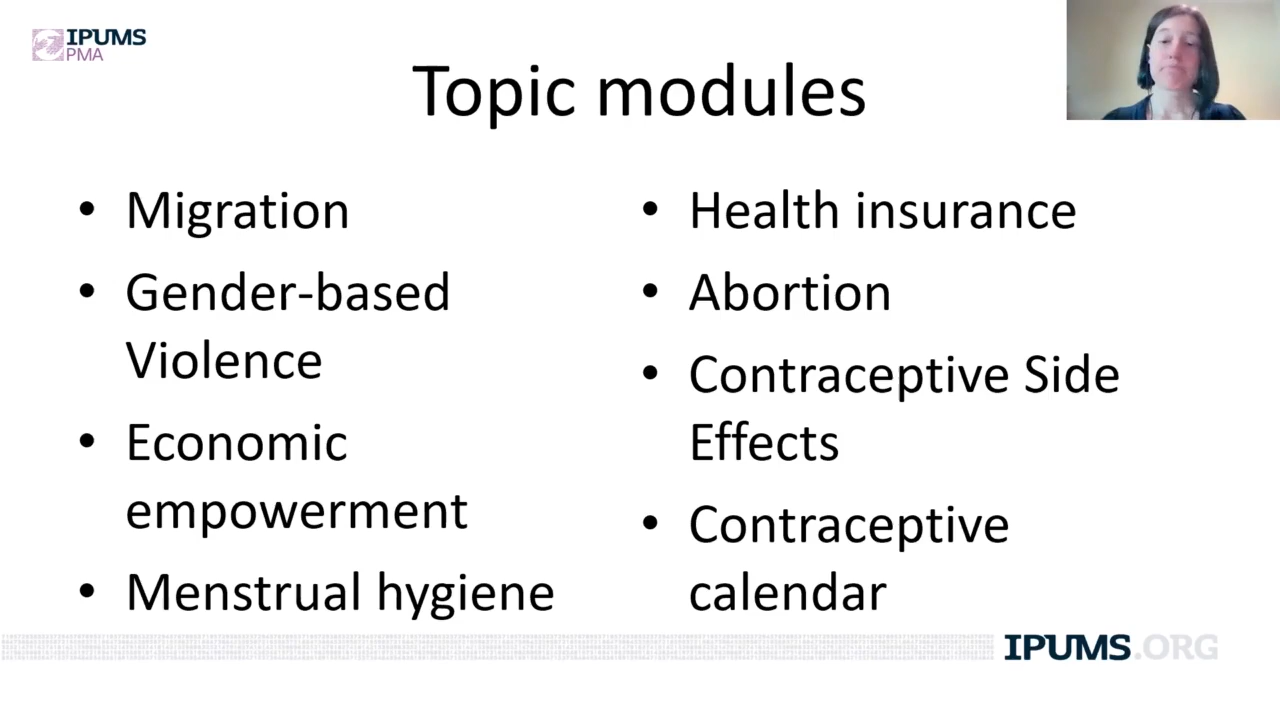 IPUMS
PMA
Topic modules
• Migration
• Gender-based
Violence
• Economic
empowerment
• Menstrual hygiene
• Health insurance
• Abortion
• Contraceptive Side
Effects
• Contraceptive
calendar
IPUMS.ORG